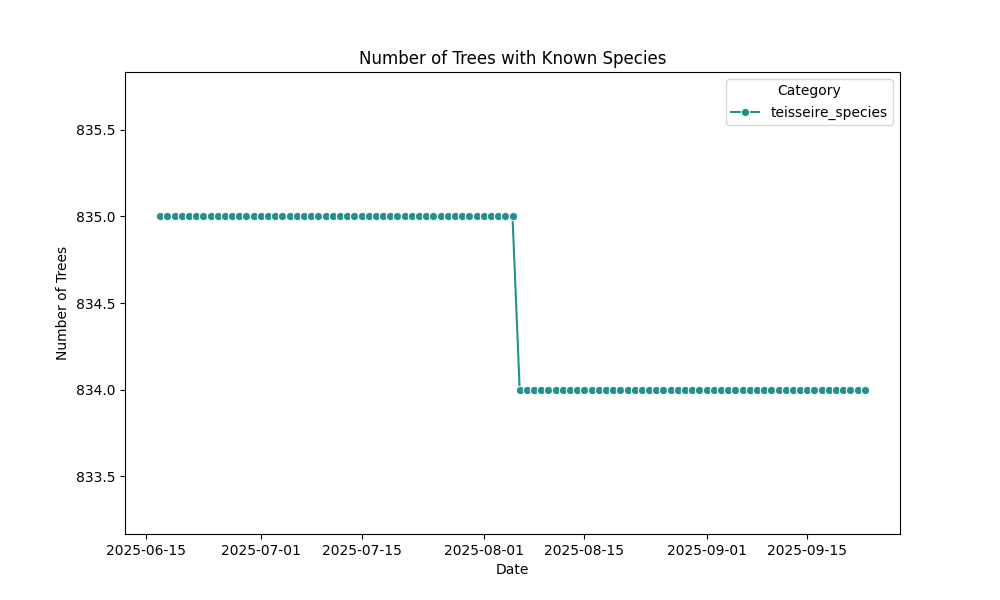 Number of Trees with Known Species
Category
teisseire_species
Number of Trees
835.5
835.0
834.5
834.0
833.5
2025-06-15
2025-07-01
2025-07-15
2025-08-01
2025-08-15
2025-09-01
2025-09-15
Date